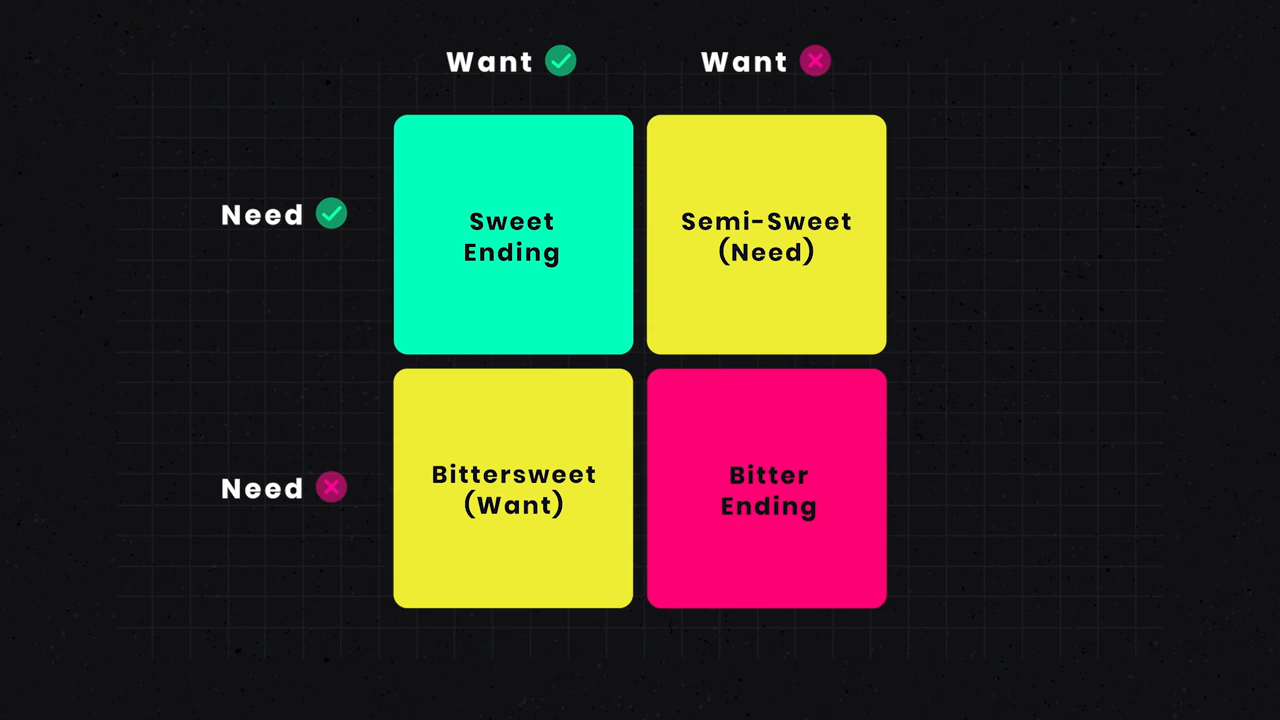 Want
Want
Need
Sweet
Ending
Semi-Sweet
(Need)
Need
Bittersweet
(Want)
Bitter
Ending